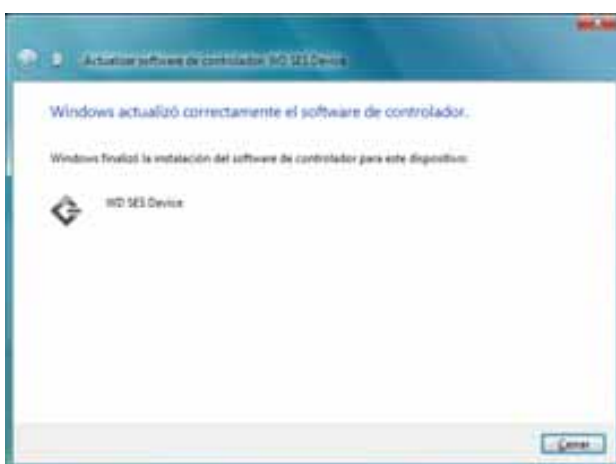 Actualizar software de controlador: WD SES Device
Windows actualizó correctamente el software de controlador.
Windows finalizó la instalación del software de controlador para este dispositivo:
WD SES Device
Cerrar